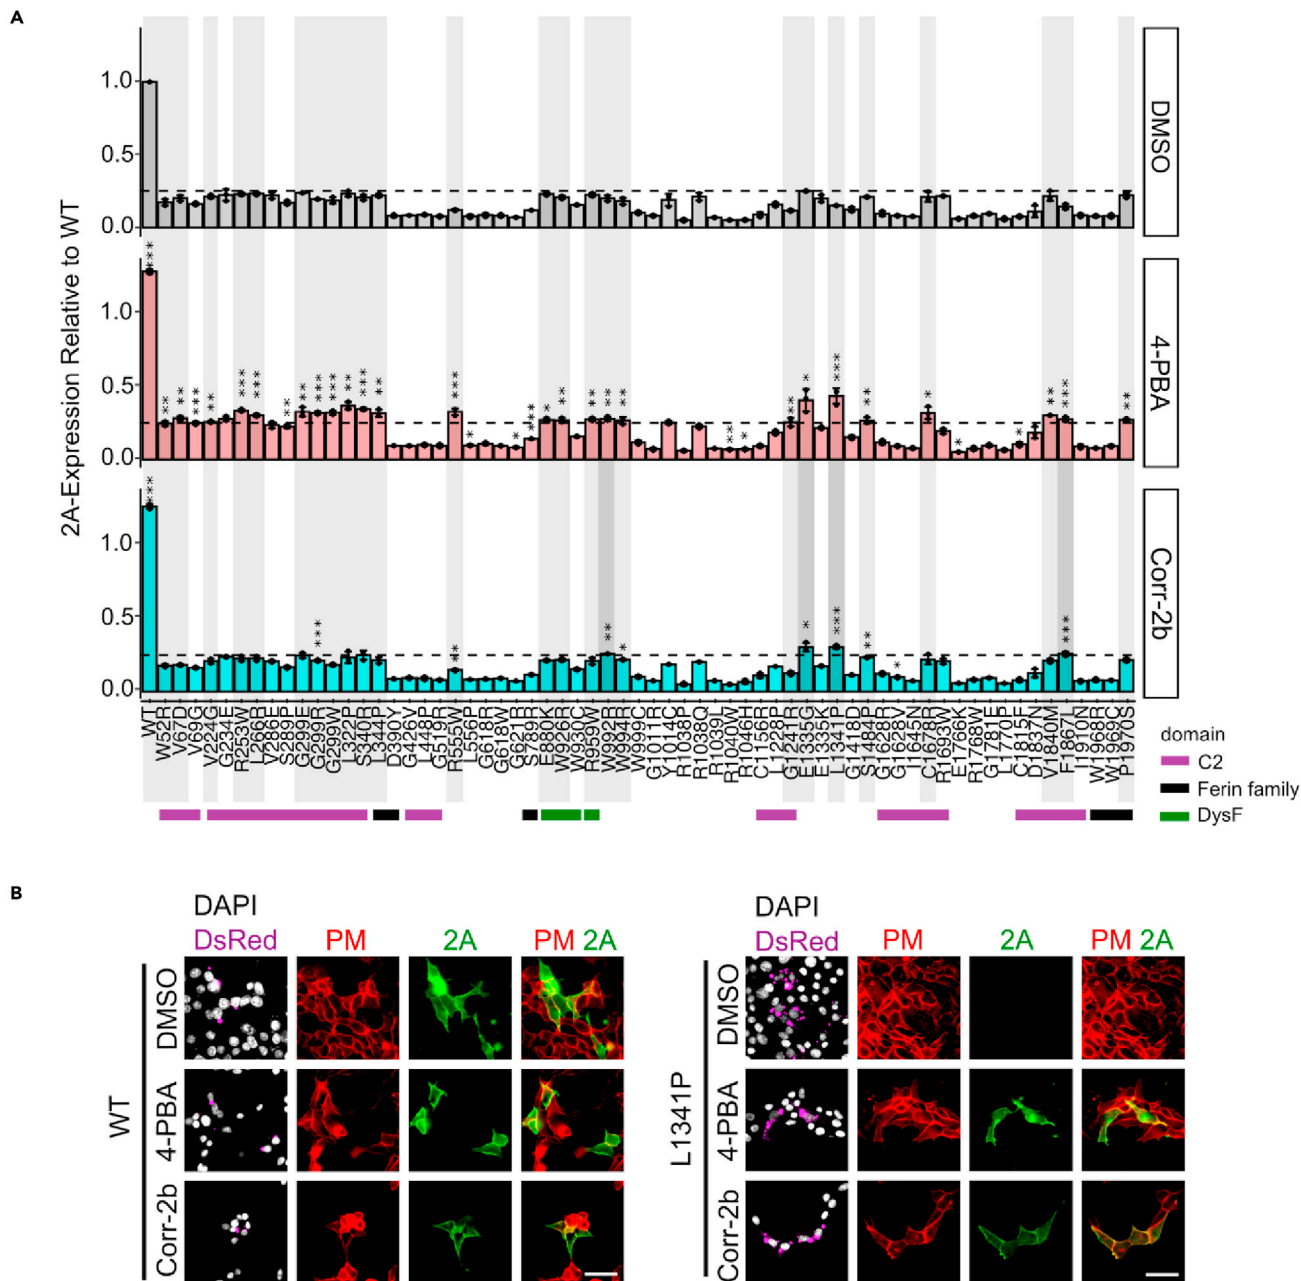 A
2A-Expression Relative to WT
1.0
0.5
0.0
DMSO
1.0
0.5
0.0
4-PBA
1.0
0.5
0.0
Corr-2b
WT
W52R
V67D
V69G
V224G
G234E
R253W
L266R
V286E
S289P
G299E
G299R
G299W
L322P
S340R
L344P
D390Y
G426V
L448P
G519R
R555W
L556P
G618R
G618W
G621R
S789R
E880K
W926R
W930C
R959W
W992R
W994R
W999C
G1011R
Y1014C
R1038P
R1038Q
R1039L
R1040W
R1046H
C1156R
L1228P
G1241R
E1335G
E1335K
L1341P
G1418D
S1484P
G1628R
G1628V
I1645N
C1678R
R1693W
E1766K
R1768W
G1781E
L1770P
C1815F
D1837N
V1840M
F1867L
I1910N
W1968R
W1969C
P1970S
domain
C2
Ferin family
DysF
B
DAPI
DsRed PM 2A PM 2A
WT
DMSO
4-PBA
Corr-2b
DAPI
DsRed PM 2A PM 2A
L1341P
DMSO
4-PBA
Corr-2b